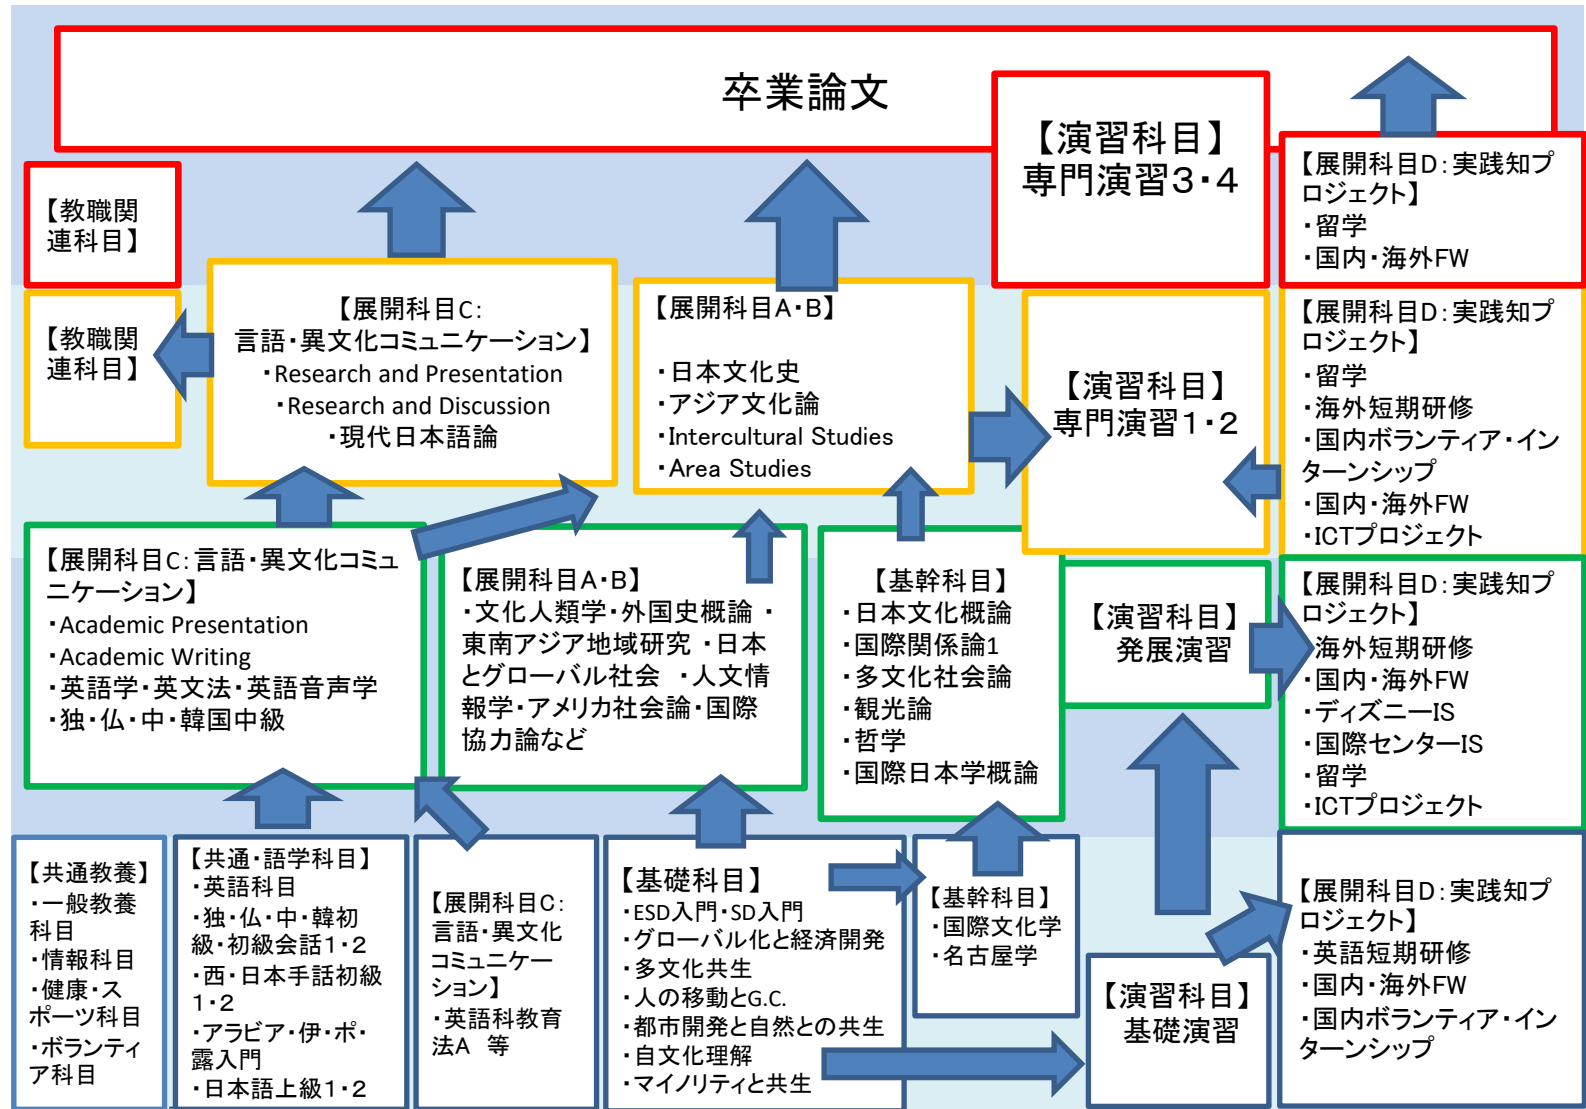 卒業論文
【演習科目】
専門演習3・4
【展開科目D：実践知プ
ロジェクト】
・留学
・国内・海外FW
【教職関
連科目】
【教職関
連科目】
【展開科目C：
言語・異文化コミュニケーション】
・Research and Presentation
・Research and Discussion
・現代日本語論
【展開科目A・B】
・日本文化史
・アジア文化論
・Intercultural Studies
・Area Studies
【演習科目】
専門演習1・2
【展開科目D：実践知プ
ロジェクト】
・留学
・海外短期研修
・国内ボランティア・イン
ターンシップ
・国内・海外FW
・ICTプロジェクト
【展開科目C：言語・異文化コミュ
ニケーション】
・Academic Presentation
・Academic Writing
・英語学・英文法・英語音声学
・独・仏・中・韓国中級
【展開科目A・B】
・文化人類学・外国史概論 ・
東南アジア地域研究 ・日本
とグローバル社会　・人文情
報学・アメリカ社会論・国際
協力論など
【基幹科目】
・日本文化概論
・国際関係論1
・多文化社会論
・観光論
・哲学
・国際日本学概論
【演習科目】
発展演習
【展開科目D：実践知プ
ロジェクト】
・海外短期研修
・国内・海外FW
・ディズニーIS
・国際センターIS
・留学
・ICTプロジェクト
【共通教養】
・一般教養
科目
・情報科目
・健康・ス
ポーツ科目
・ボランティ
ア科目
【共通・語学科目】
・英語科目
・独・仏・中・韓初
級・初級会話1・2
・西・日本手話初級
1・2
・アラビア・伊・ポ・
露入門
・日本語上級1・2
【展開科目C：
言語・異文化
コミュニケー
ション】
・英語科教育
法A　等
【基礎科目】
・ESD入門・SD入門
・グローバル化と経済開発
・多文化共生
・人の移動とG.C.
・都市開発と自然との共生
・自文化理解
・マイノリティと共生
【基幹科目】
・国際文化学
・名古屋学
【演習科目】
基礎演習
【展開科目D：実践知プ
ロジェクト】
・英語短期研修
・国内・海外FW
・国内ボランティア・イン
ターンシップ